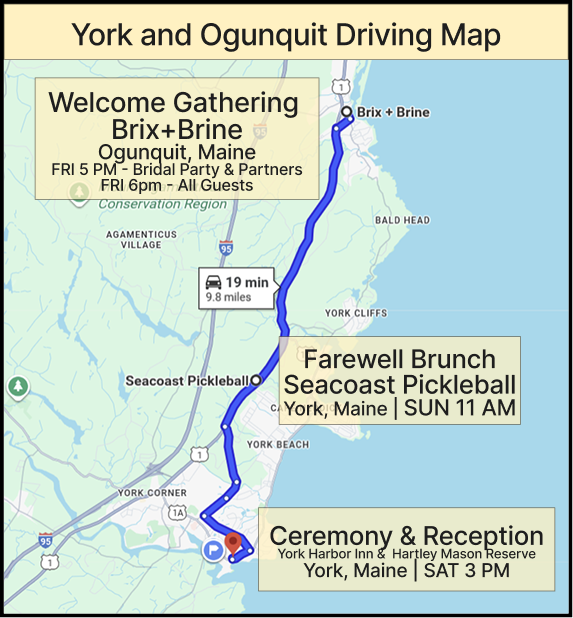 York and Ogunquit Driving Map
1
Brix + Brine
Welcome Gathering
Brix+Brine
Ogunquit, Maine
FRI 5 PM - Bridal Party & Partners
FRI 6pm - All Guests
95
Conservation Region
BALD HEAD
AGAMENTICUS
VILLAGE
95
19 min
9.8 miles
YORK CLIFFS
Farewell Brunch
Seacoast Pickleball
York, Maine | SUN 11 AM
Seacoast Pickleball
YORK BEACH
1
YORK CORNER
1A
Ceremony & Reception
York Harbor Inn & Hartley Mason Reserve
York, Maine | SAT 3 PM
95
P
1